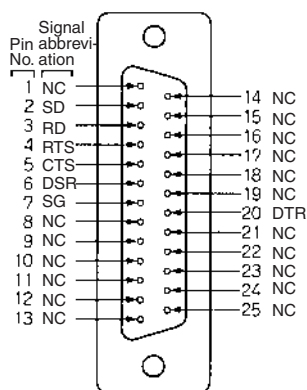 Signal
Pin abbrevi-
No. ation
1 NC
2 SD
3 RD
4 RTS
5 CTS
6 DSR
7 SG
8 NC
9 NC
10 NC
11 NC
12 NC
13 NC
14 NC
15 NC
16 NC
17 NC
18 NC
19 NC
20 DTR
21 NC
22 NC
23 NC
24 NC
25 NC